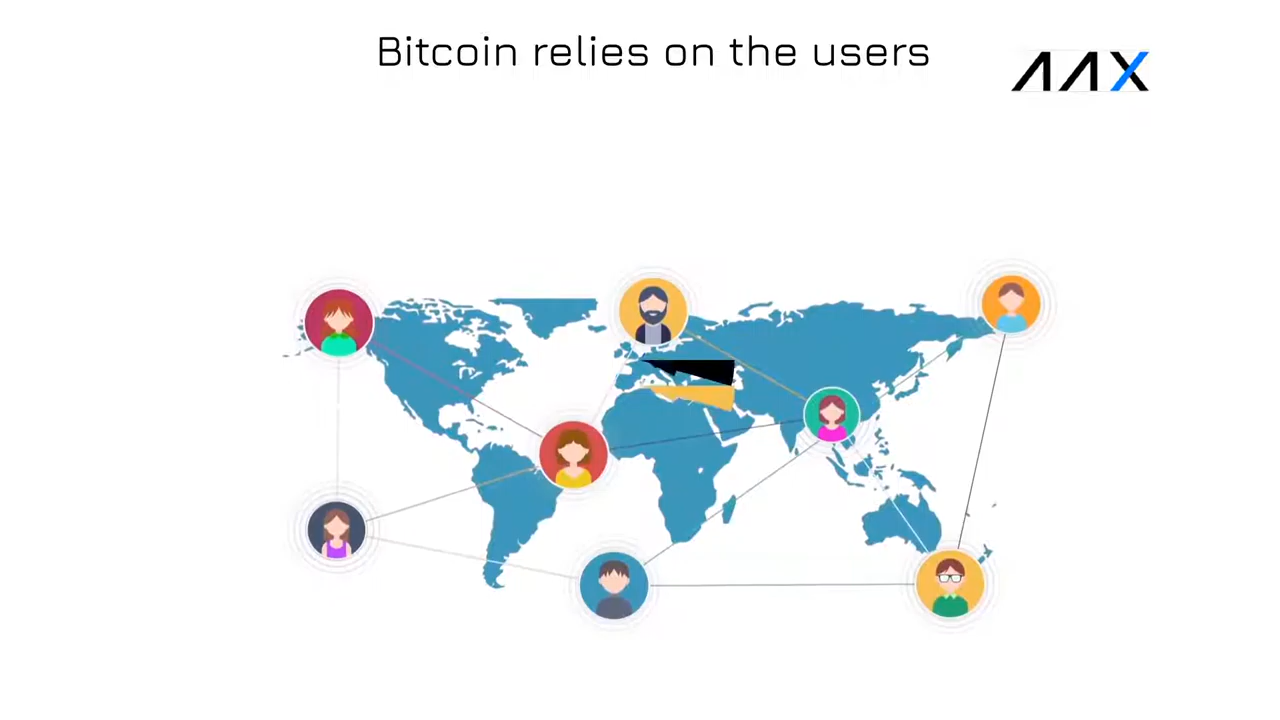 Bitcoin relies on the users
AAX